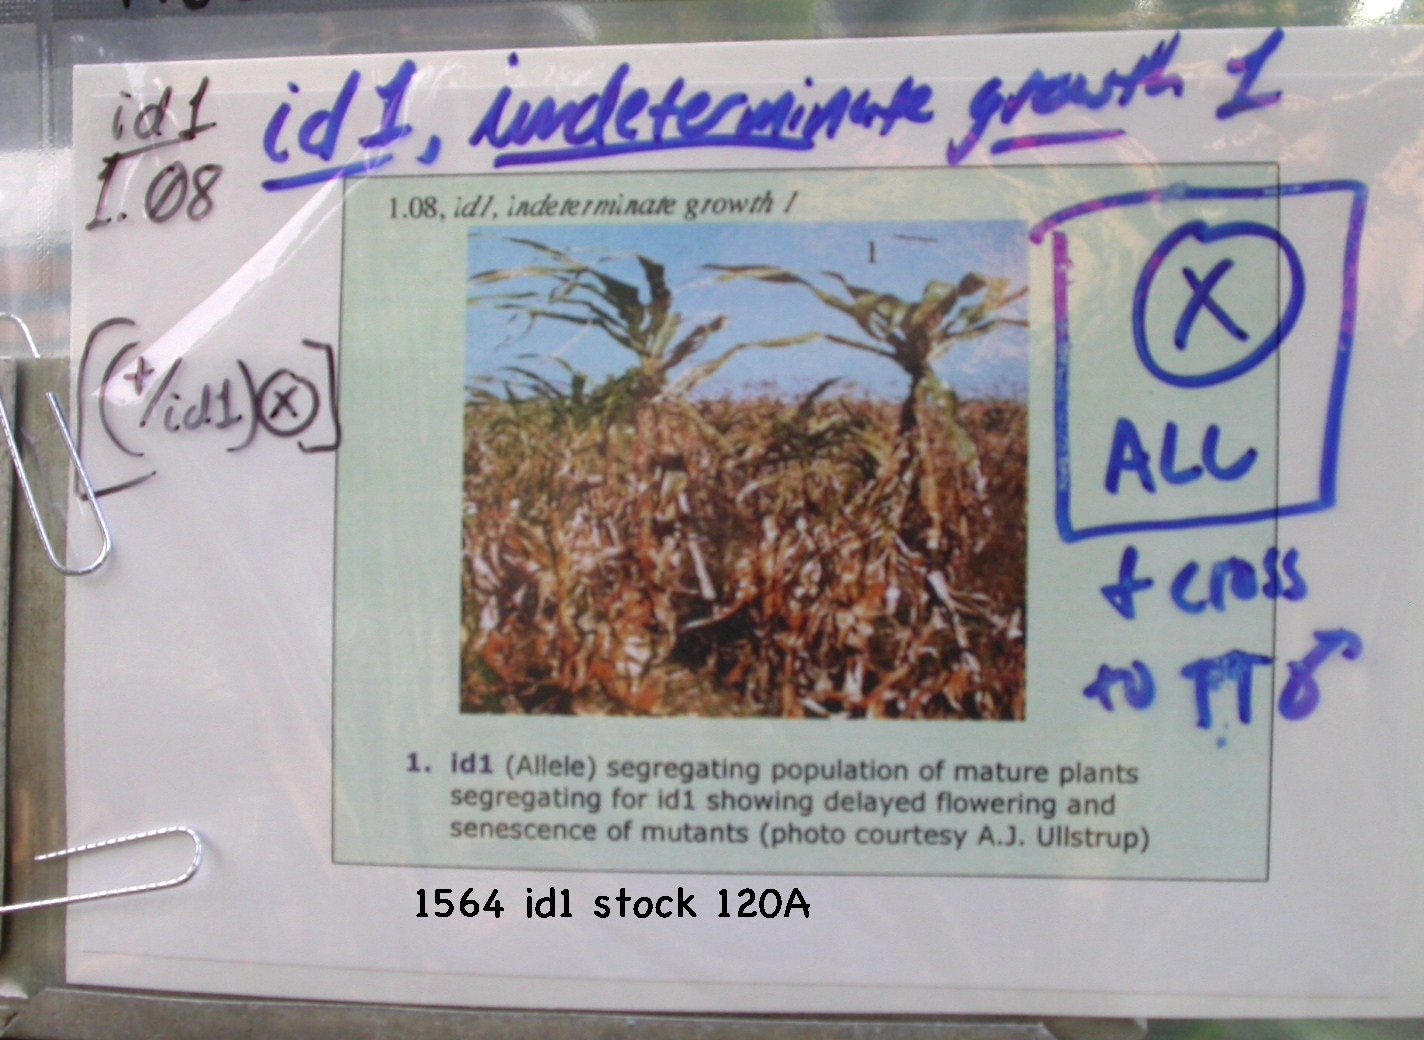 id1
1.08
id1, indeterminate growth 1
[(+/id1)ⓧ]
1.08, id1, indeterminate growth 1
1
X
ALL
+ cross
to TT ♂
1. id1 (Allele) segregating population of mature plants
segregating for id1 showing delayed flowering and
senescence of mutants (photo courtesy A.J. Ullstrup)
1564 id1 stock 120A